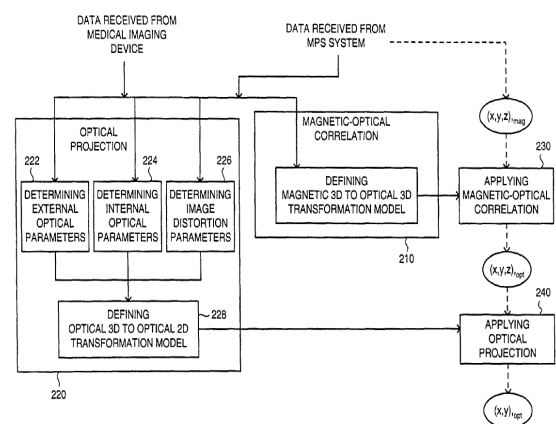 DATA RECEIVED FROM
MEDICAL IMAGING
DEVICE
DATA RECEIVED FROM
MPS SYSTEM
(x,y,z),mag
OPTICAL
PROJECTION
MAGNETIC-OPTICAL
CORRELATION
222
224
226
230
DETERMINING
EXTERNAL
OPTICAL
PARAMETERS
DETERMINING
INTERNAL
OPTICAL
PARAMETERS
DETERMINING
IMAGE
DISTORTION
PARAMETERS
DEFINING
MAGNETIC 3D TO OPTICAL 3D
TRANSFORMATION MODEL
APPLYING
MAGNETIC-OPTICAL
CORRELATION
210
(x,y,z),opt
228
DEFINING
OPTICAL 3D TO OPTICAL 2D
TRANSFORMATION MODEL
240
APPLYING
OPTICAL
PROJECTION
220
(x,y),opt